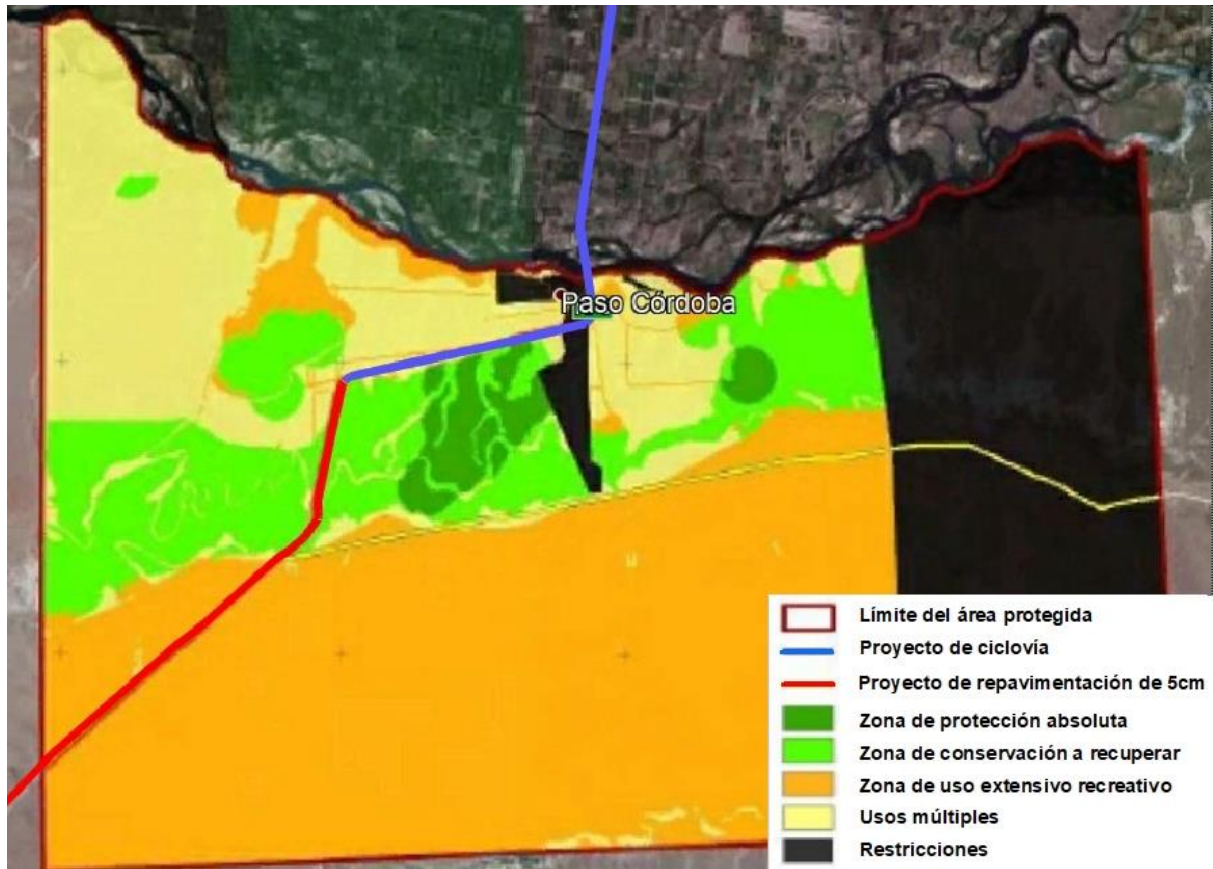 Paso Córdoba
Límite del área protegida
Proyecto de ciclovía
Proyecto de repavimentación de 5cm
Zona de protección absoluta
Zona de conservación a recuperar
Zona de uso extensivo recreativo
Usos múltiples
Restricciones